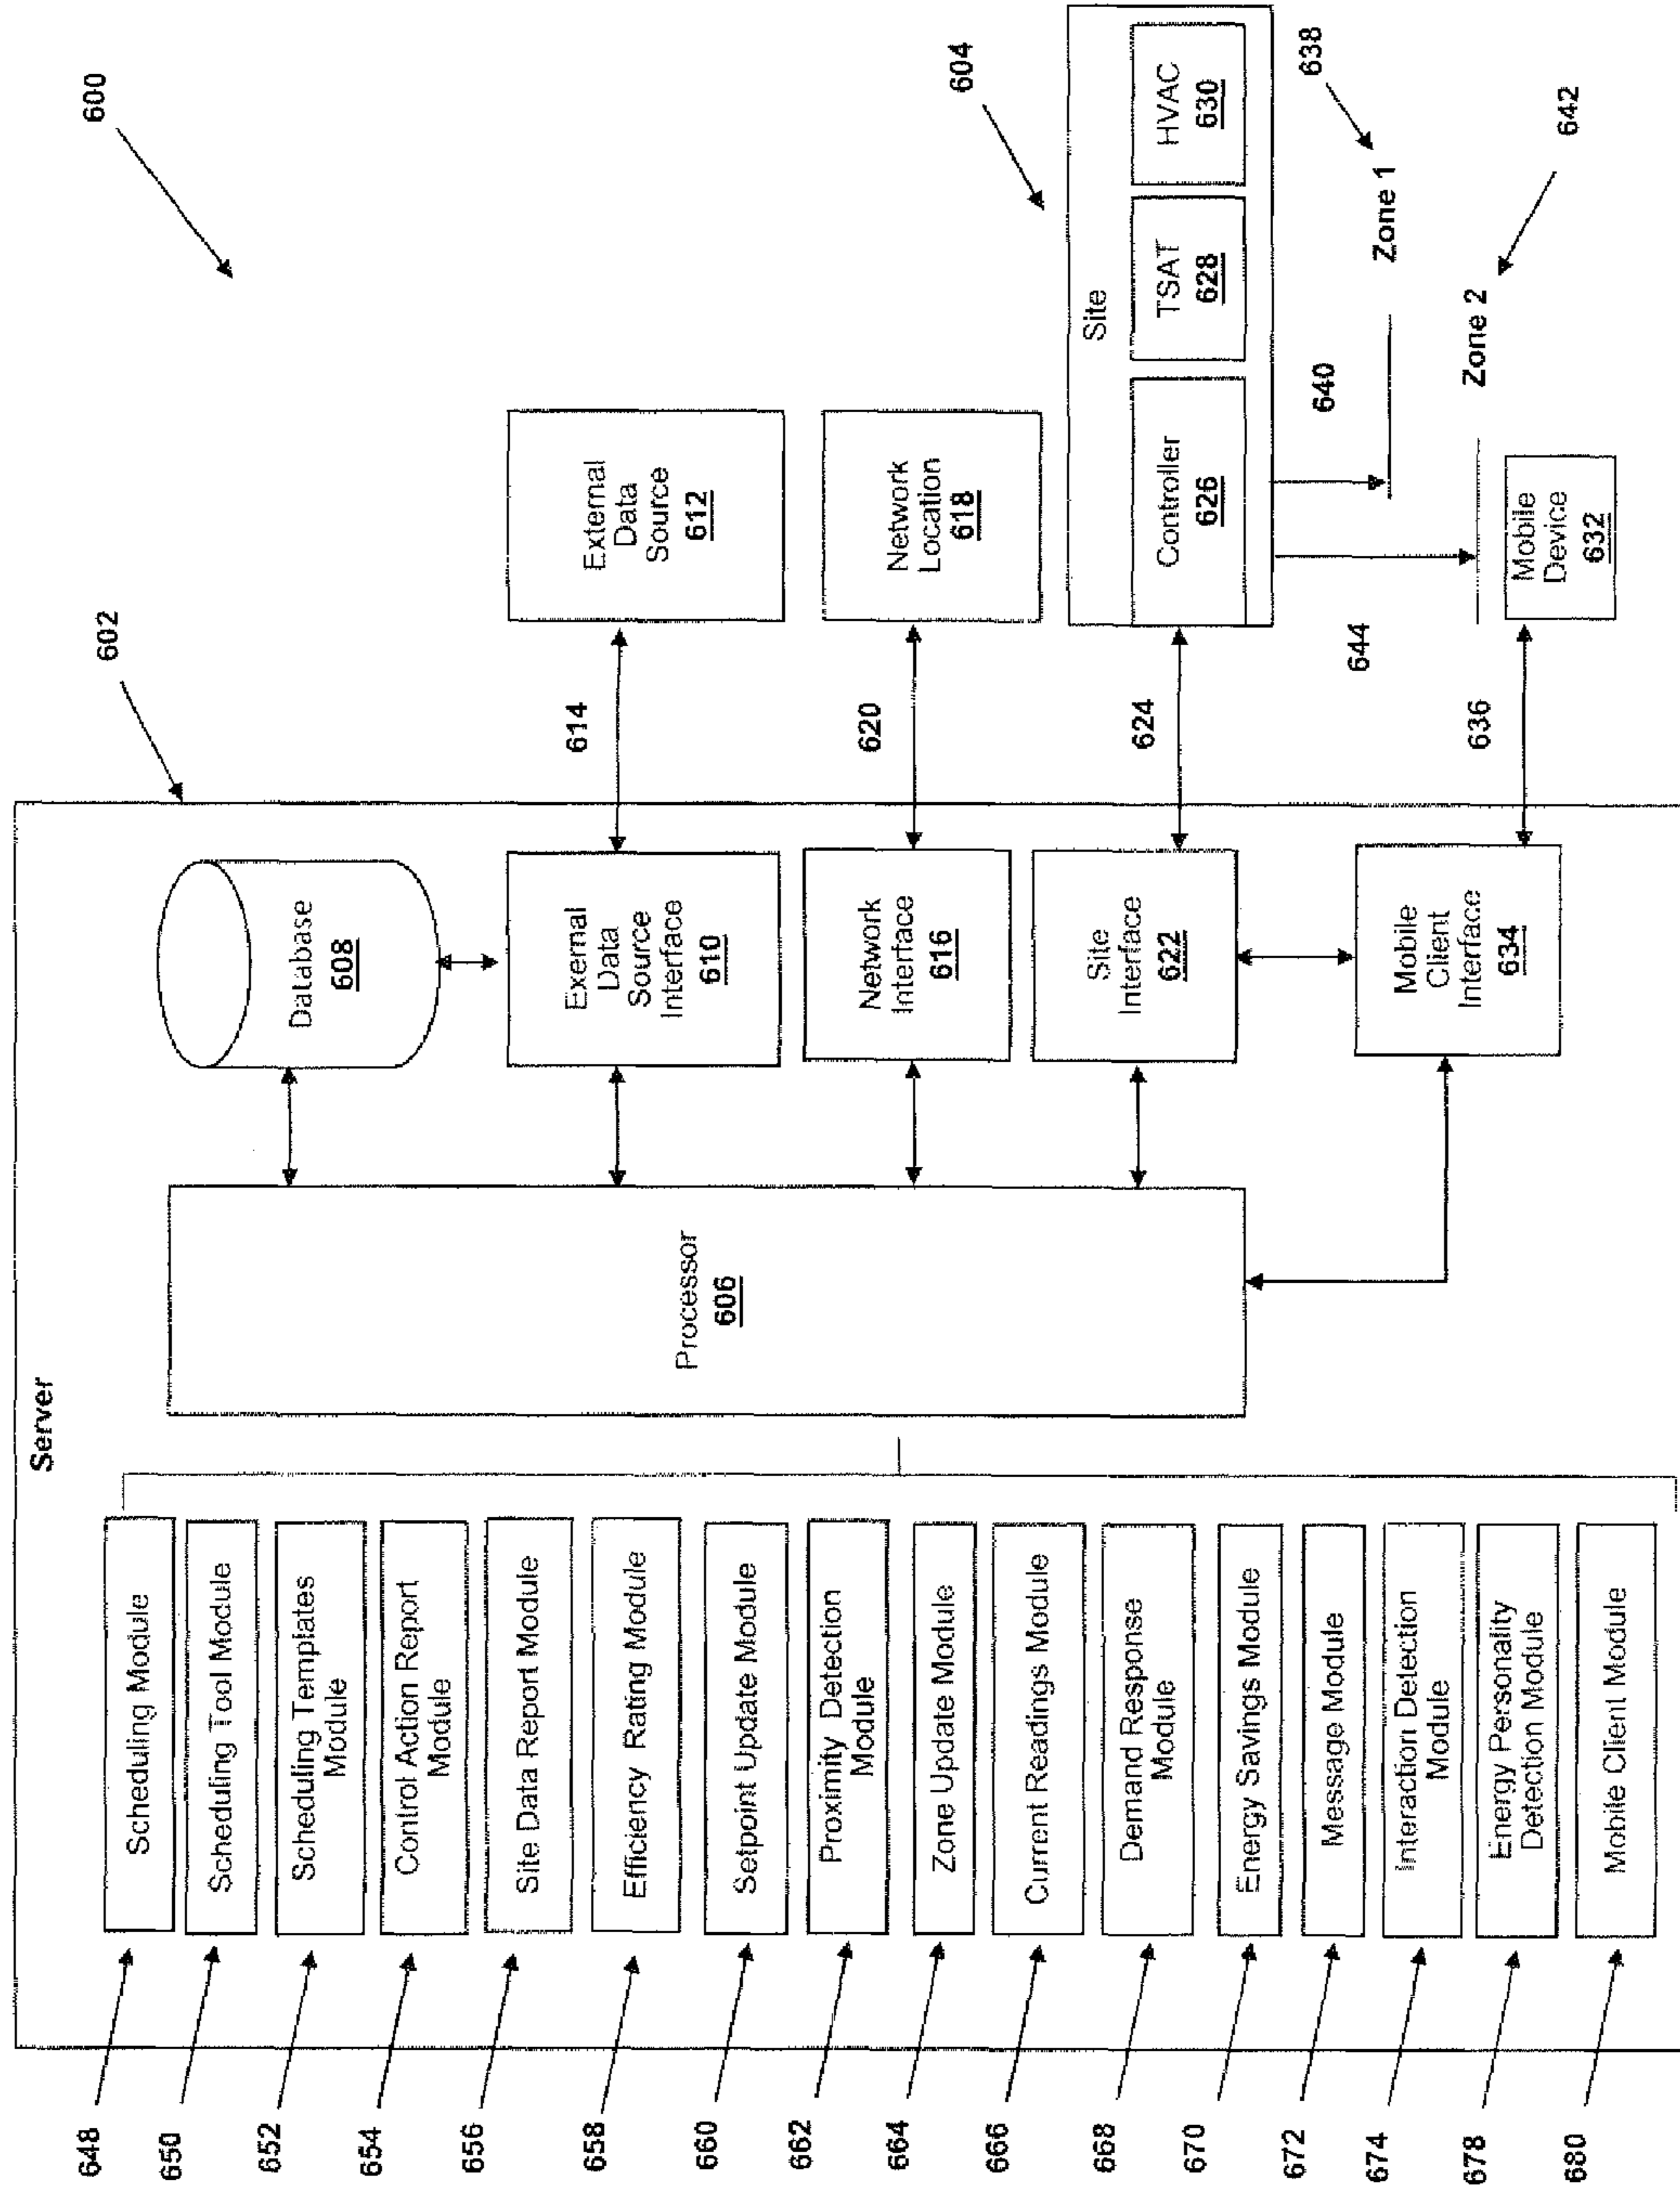 600
602
Server
648
Scheduling Module
650
Scheduling Tool Module
652
Scheduling Templates
Module
654
Control Action Report
Module
656
Site Data Report Module
658
Efficiency Rating Module
660
Setpoint Update Module
662
Proximity Detection
Module
664
Zone Update Module
666
Current Readings Module
668
Demand Response
Module
670
Energy Savings Module
672
Message Module
674
Interaction Detection
Module
678
Energy Personality
Detection Module
680
Mobile Client Module
Processor
606
Database
608
Exernal
Data
Source
Interface
610
614
External
Data
Source
612
Network
Interface
616
620
Network
Location
618
Site
Interface
622
624
604
Site
Controller
626
TSAT
628
HVAC
630
640
Zone 1
638
644
Zone 2
642
Mobile
Client
Interface
634
636
Mobile
Device
632